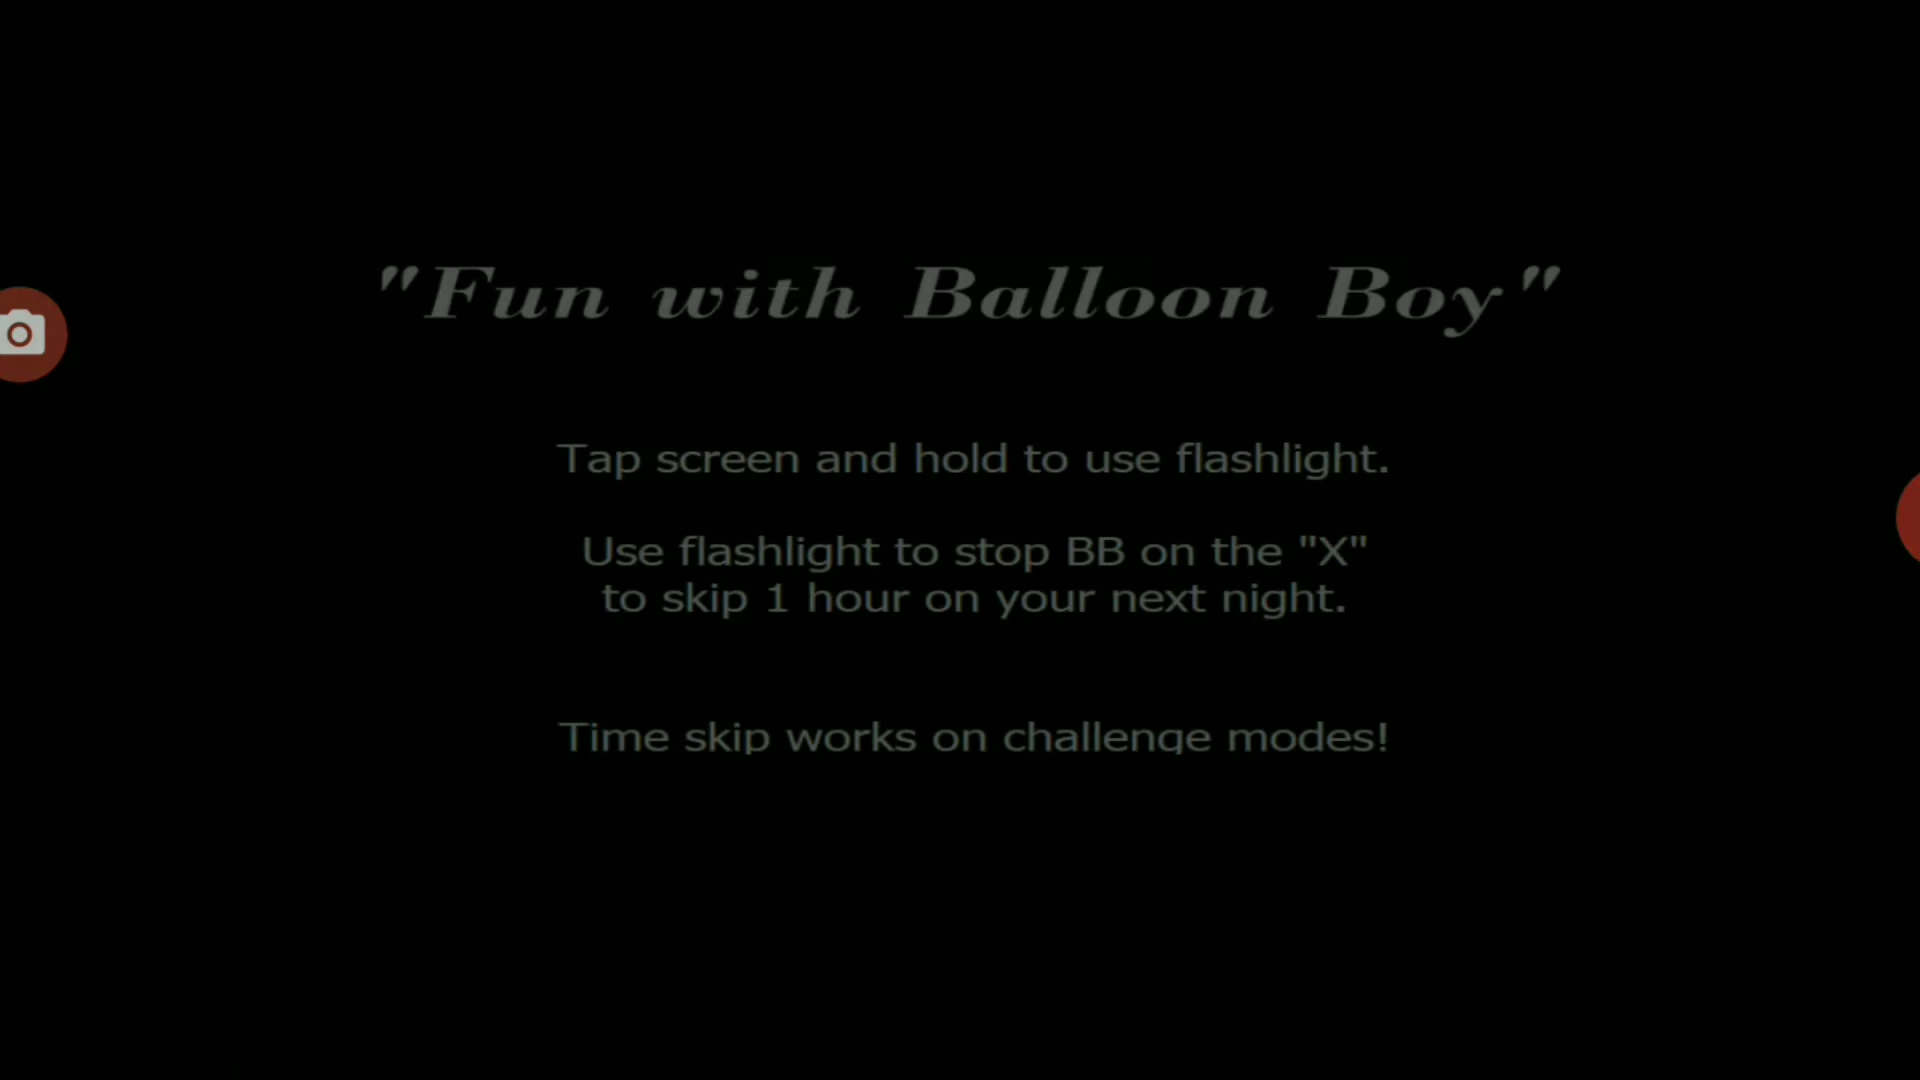 "Fun with Balloon Boy"
Tap screen and hold to use flashlight.
Use flashlight to stop BB on the "X"
to skip 1 hour on your next night.
Time skip works on challenge modes!